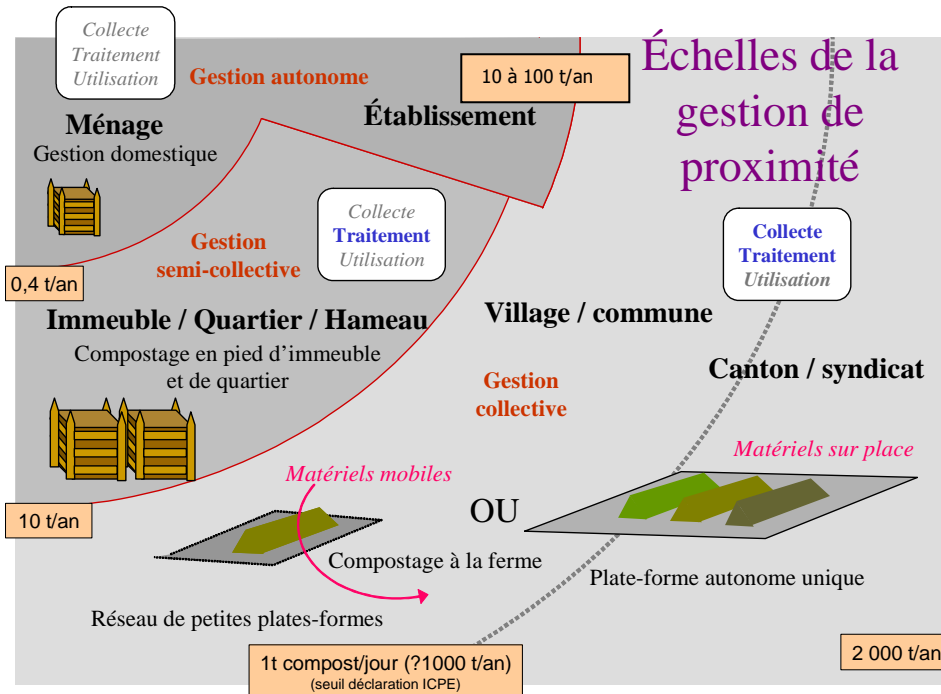 Collecte
Traitement
Utilisation
Gestion autonome
10 à 100 t/an
Échelles de la
gestion de
proximité
Ménage
Gestion domestique
Établissement
0,4 t/an
Gestion
semi-collective
Collecte
Traitement
Utilisation
Collecte
Traitement
Utilisation
Immeuble / Quartier / Hameau
Compostage en pied d’immeuble
et de quartier
Village / commune
Gestion
collective
Canton / syndicat
10 t/an
Matériels mobiles
OU
Matériels sur place
Compostage à la ferme
Réseau de petites plates-formes
Plate-forme autonome unique
1t compost/jour (?1000 t/an)
(seuil déclaration ICPE)
2 000 t/an